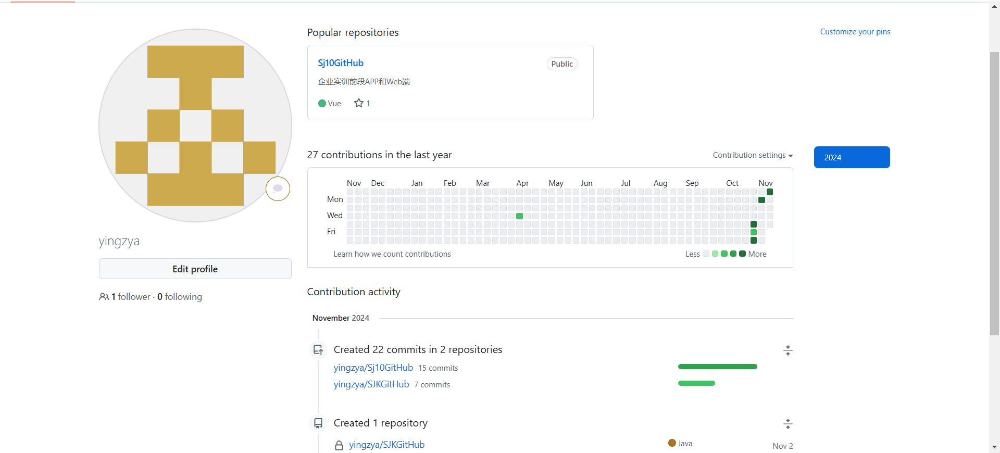 Popular repositories
Customize your pins
Sj10GitHub
Public
企业实训前段APP和Web端
Vue
1
27 contributions in the last year
Contribution settings
2024
Nov Dec Jan Feb Mar Apr May Jun Jul Aug Sep Oct Nov
Mon
Wed
Fri
Learn how we count contributions
Less More
yingzya
Edit profile
1 follower · 0 following
Contribution activity
November 2024
Created 22 commits in 2 repositories
yingzya/Sj10GitHub 15 commits
yingzya/SJKGitHub 7 commits
Created 1 repository
yingzya/SJKGitHub
Java
Nov 2